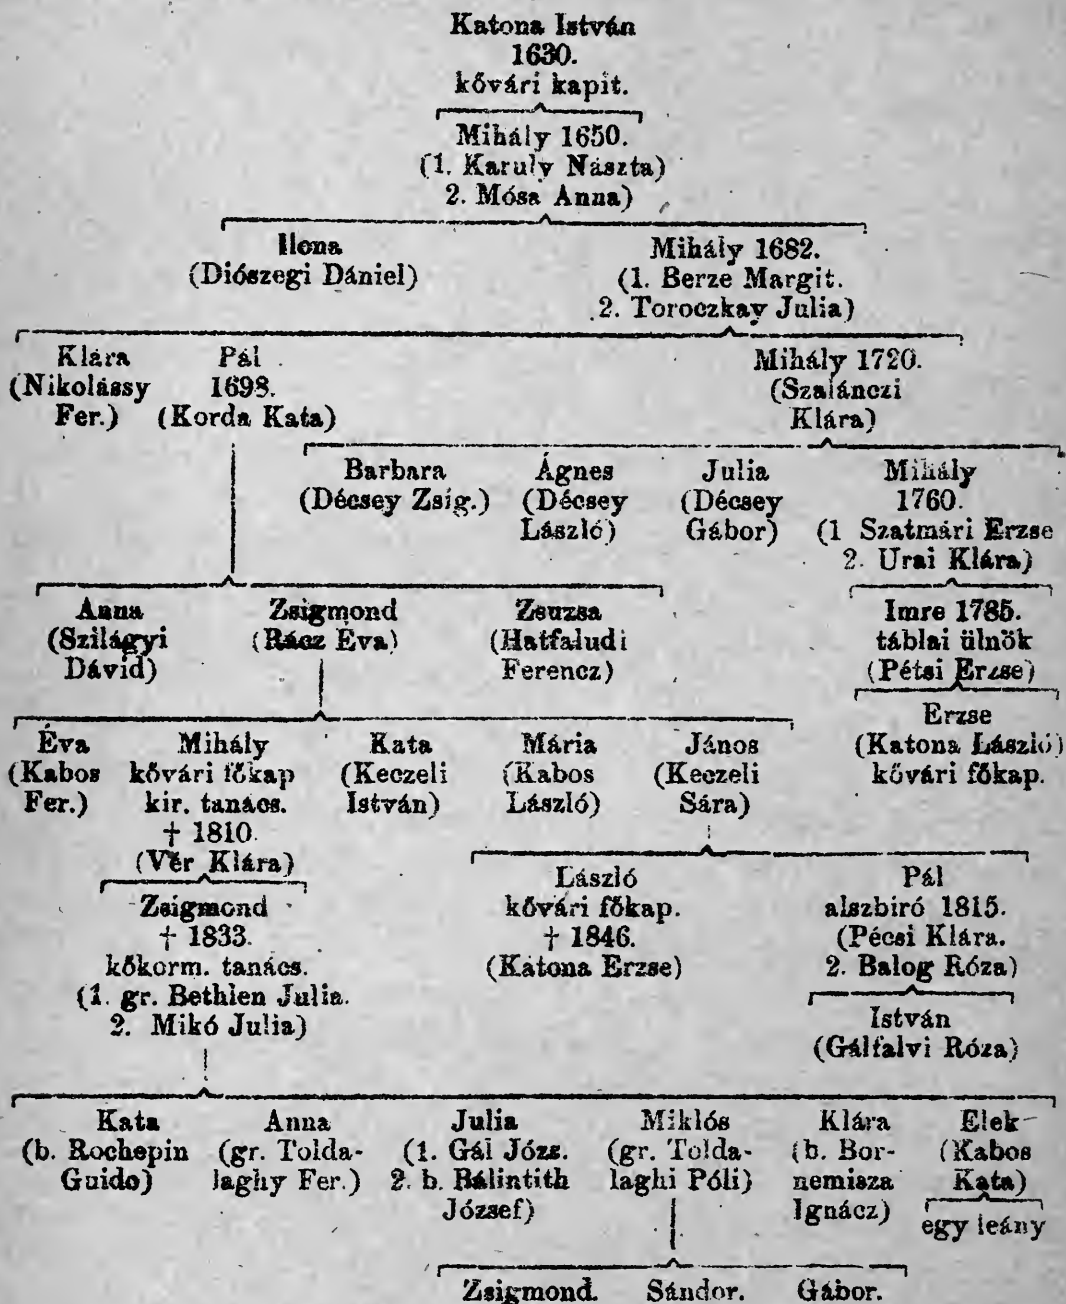 Katona István
1630.
kővári kapit.
Mihály 1650.
(1. Karuly Násztа)
2. Mósa Anna)
Ilona
(Diószegi Dániel)
Mihály 1682.
(1. Berze Margit.
2. Toroczkay Julia)
Klára
(Nikolássy
Fer.)
Pál
1698.
(Korda Kata)
Mihály 1720.
(Szalánczi
Klára)
Barbara
(Décsey Zsig.)
Ágnes
(Décsey
László)
Julia
(Décsey
Gábor)
Mihály
1760.
(1 Szatmári Erzse
2. Urai Klára)
Anna
(Szilágyi
Dávid)
Zsigmond
(Rácz Éva)
Zsuzsa
(Hatfaludi
Ferencz)
Imre 1785.
táblai ülnök
(Pétsi Erzse)
Erzse
(Katona László)
kővári főkap.
Éva
(Kabos
Fer.)
Mihály
kővári főkap
kir. tanács.
† 1810.
(Vér Klára)
Kata
(Keczeli
István)
Mária
(Kabos
László)
János
(Keczeli
Sára)
Zsigmond
† 1833.
kőkorm. tanács.
(1. gr. Bethlen Julia.
2. Mikó Julia)
László
kővári főkap.
† 1846.
(Katona Erzse)
Pál
alszbiró 1815.
(Pécsi Klára.
2. Balog Róza)
István
(Gálfalvi Róza)
Kata
(b. Rochepin
Guido)
Anna
(gr. Tolda-
laghy Fer.)
Julia
(1. Gál Józs.
2. b. Bálintith
József)
Miklós
(gr. Tolda-
laghi Póli)
Klára
(b. Bor-
nemisza
Ignácz)
Elek
(Kabos
Kata)
egy leány
Zsigmond.
Sándor.
Gábor.